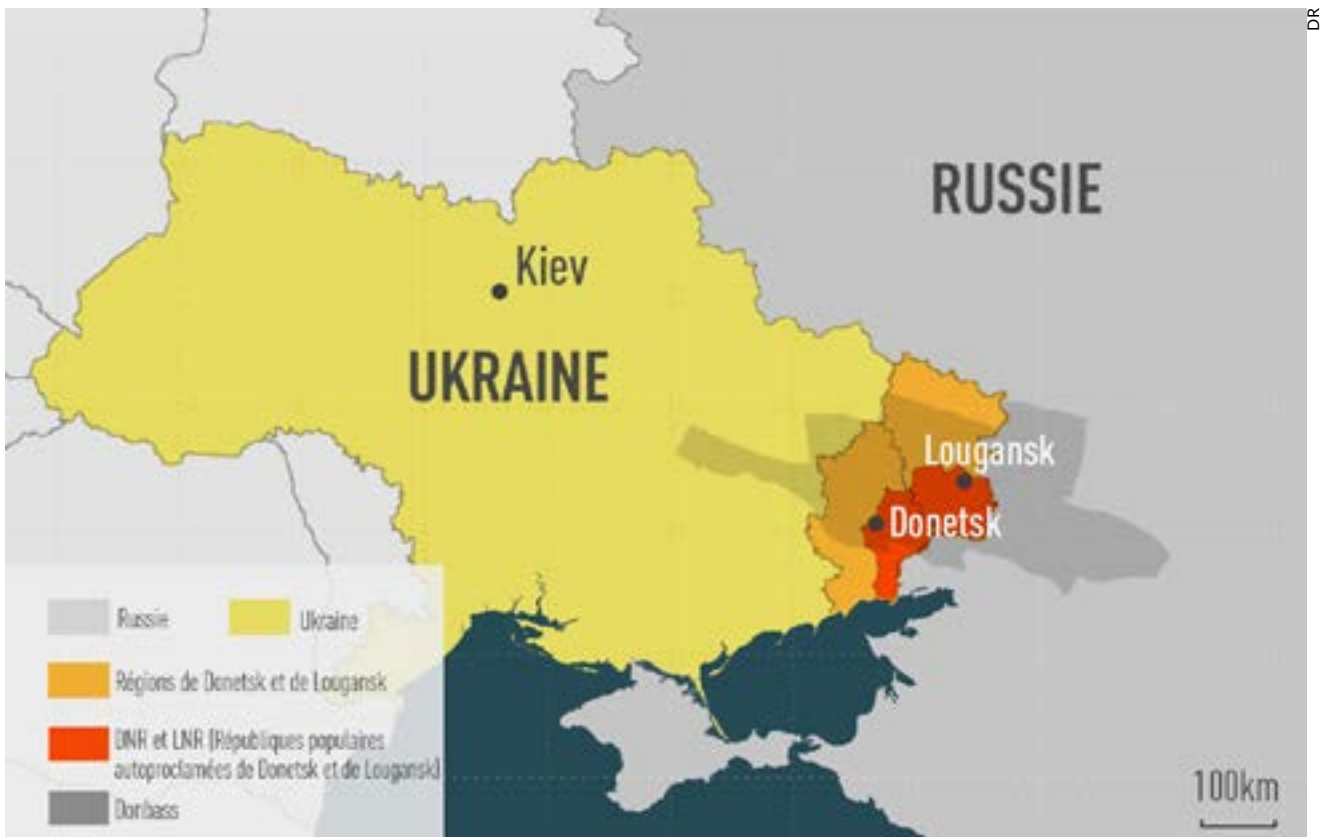 DR
RUSSIE
Kiev
UKRAINE
Lougansk
Donetsk
Russie
Ukraine
Régions de Donetsk et de Lougansk
DNR et LNR (Républiques populaires
autoproclamées de Donetsk et de Lougansk)
Donbass
100km